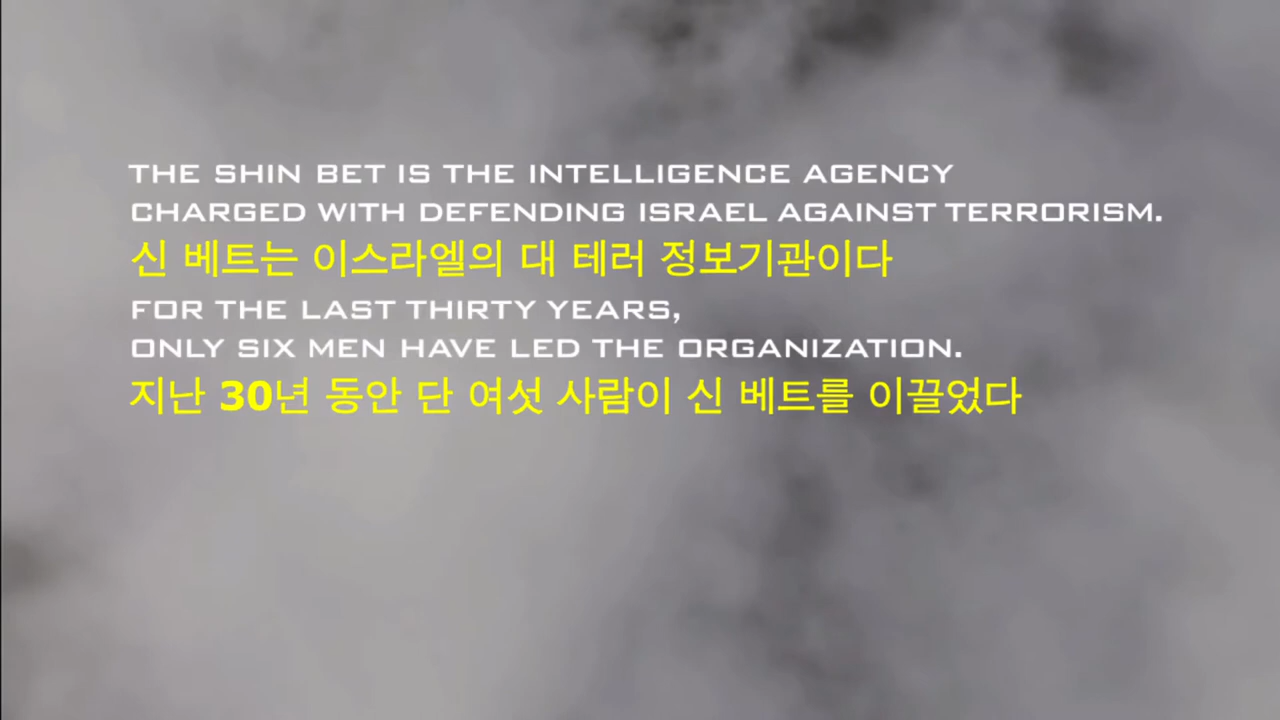 THE SHIN BET IS THE INTELLIGENCE AGENCY
CHARGED WITH DEFENDING ISRAEL AGAINST TERRORISM.
신 베트는 이스라엘의 대 테러 정보기관이다
FOR THE LAST THIRTY YEARS,
ONLY SIX MEN HAVE LED THE ORGANIZATION.
지난 30년 동안 단 여섯 사람이 신 베트를 이끌었다